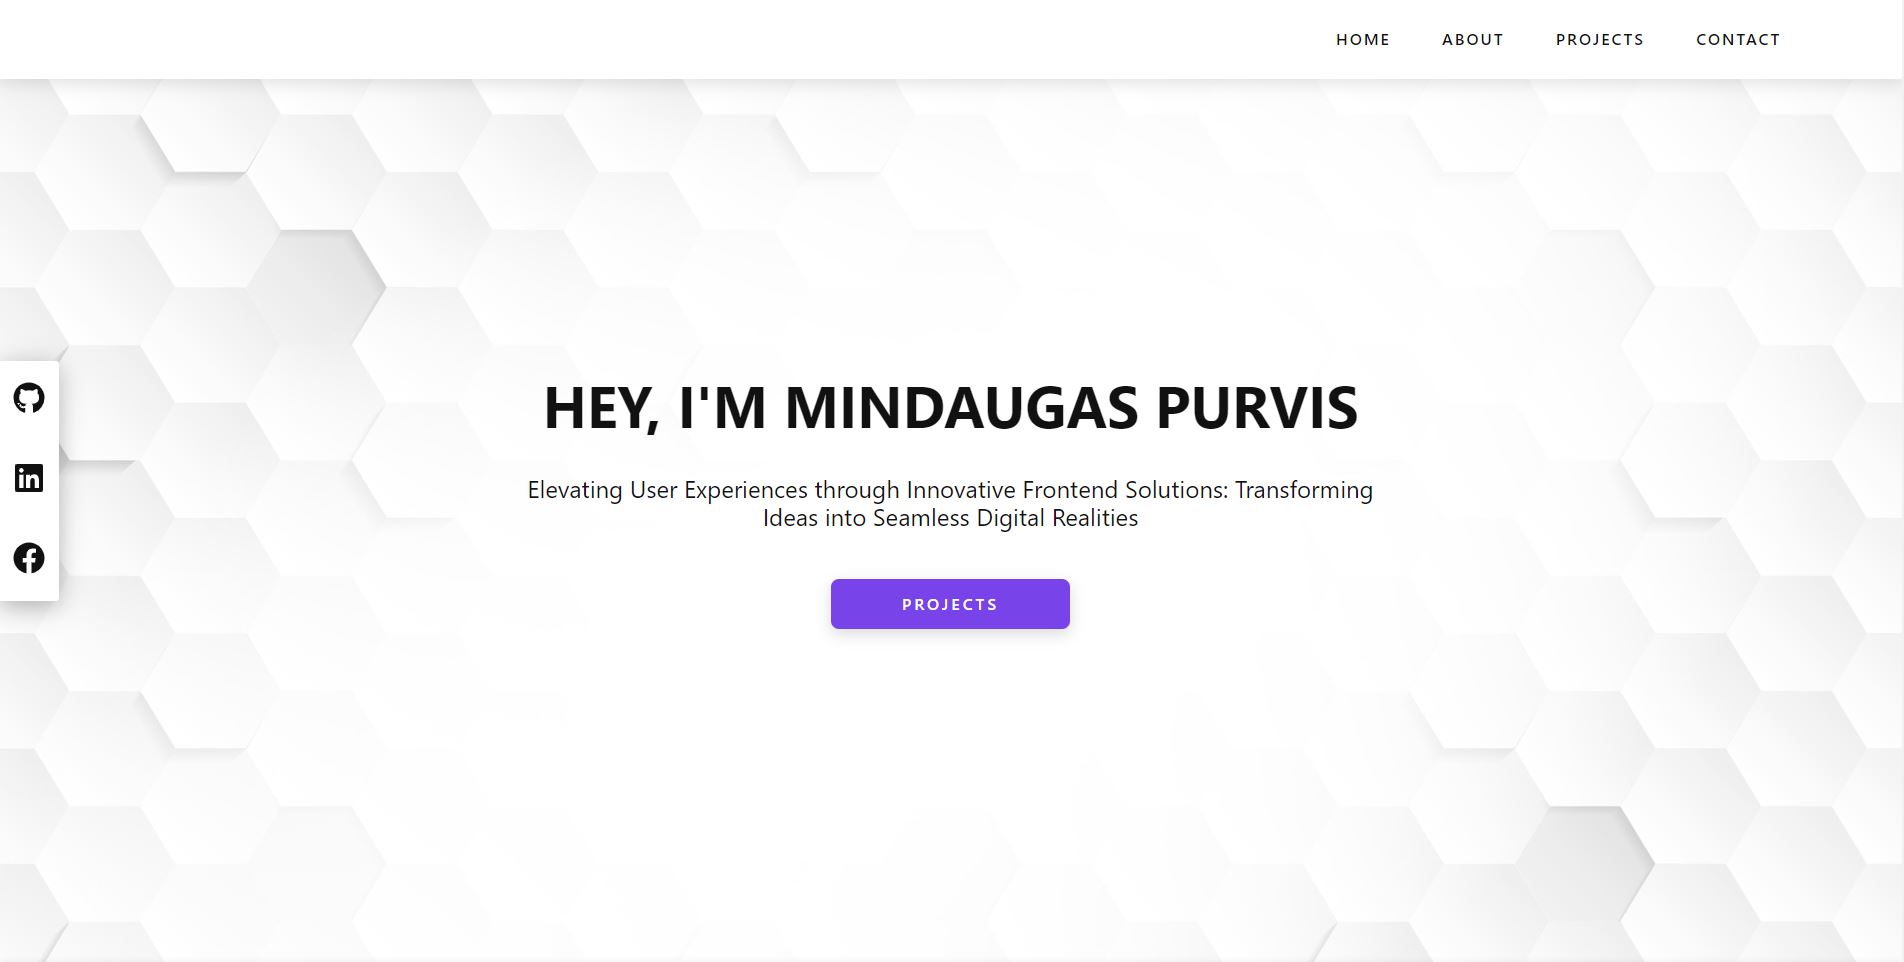 HOME ABOUT PROJECTS CONTACT
HEY, I'M MINDAUGAS PURVIS
Elevating User Experiences through Innovative Frontend Solutions: Transforming
Ideas into Seamless Digital Realities
PROJECTS